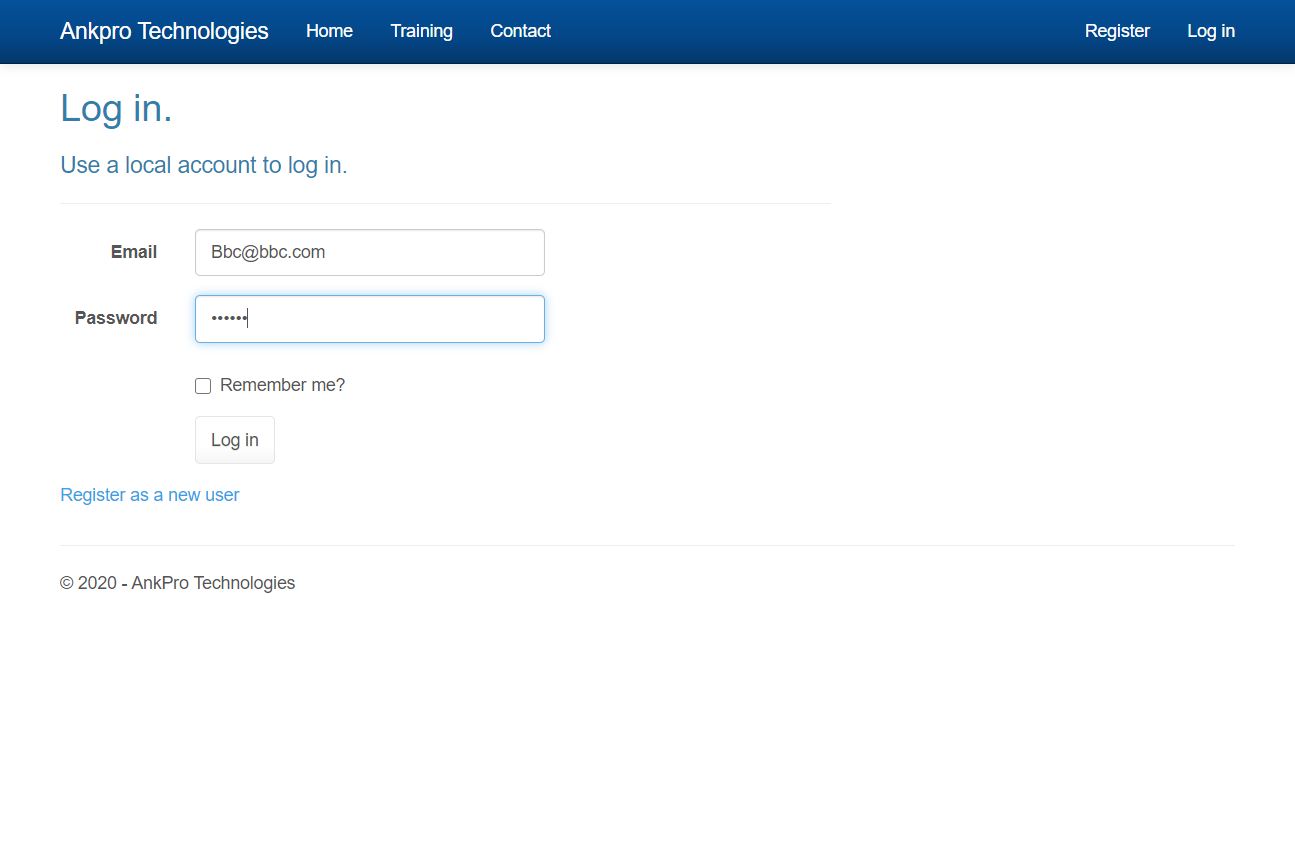 Ankpro Technologies Home Training Contact Register Log in
Log in.
Use a local account to log in.
Email Bbc@bbc.com
Password ••••••
Remember me?
Log in
Register as a new user
© 2020 - AnkPro Technologies